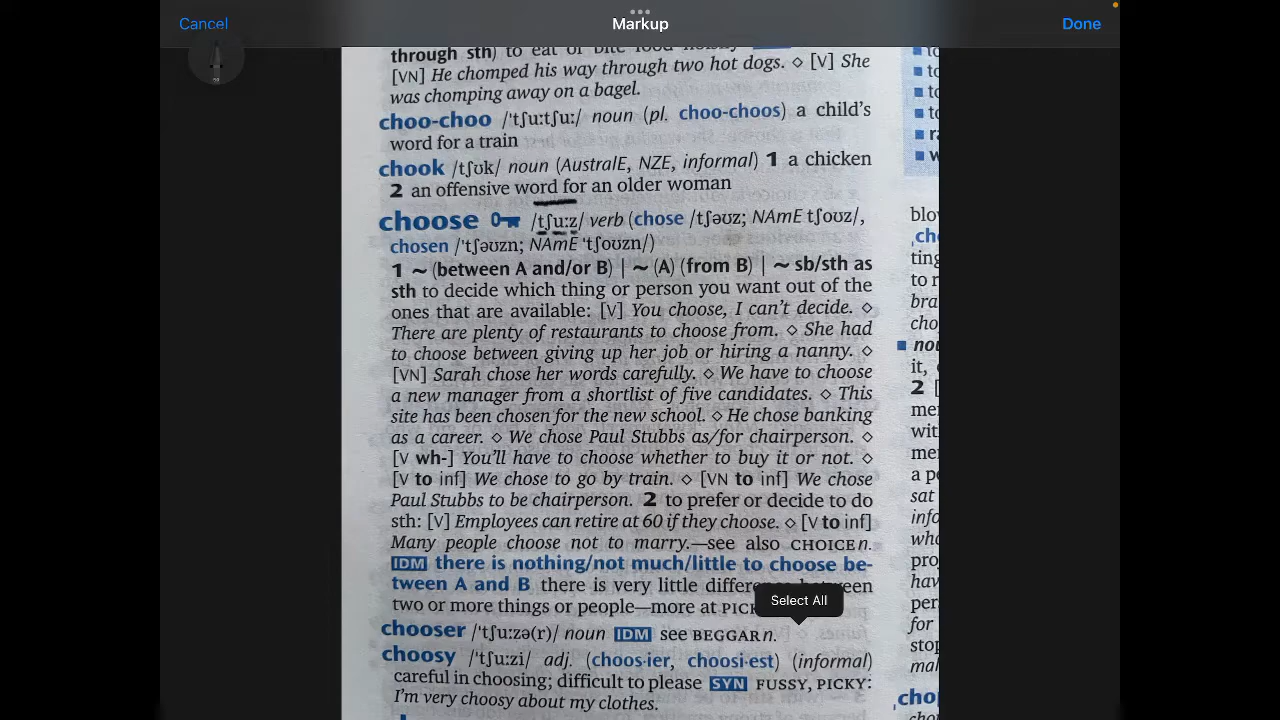 Cancel
Markup
Done
through sth) to eat or bite food noisily
[VN] He chomped his way through two hot dogs. ◇ [V] She
was chomping away on a bagel.
choo-choo /ˈtʃuːtʃuː/ noun (pl. choo-choos) a child's
word for a train
chook /tʃʊk/ noun (AustralE, NZE, informal) 1 a chicken
2 an offensive word for an older woman
choose /tʃuːz/ verb (chose /tʃəʊz; NAmE tʃoʊz/,
chosen /ˈtʃəʊzn; NAmE ˈtʃoʊzn/)
1 ~ (between A and/or B) | ~ (A) (from B) | ~ sb/sth as
sth to decide which thing or person you want out of the
ones that are available: [V] You choose, I can't decide. ◇
There are plenty of restaurants to choose from. ◇ She had
to choose between giving up her job or hiring a nanny. ◇
[VN] Sarah chose her words carefully. ◇ We have to choose
a new manager from a shortlist of five candidates. ◇ This
site has been chosen for the new school. ◇ He chose banking
as a career. ◇ We chose Paul Stubbs as/for chairperson. ◇
[V wh-] You'll have to choose whether to buy it or not. ◇
[V to inf] We chose to go by train. ◇ [VN to inf] We chose
Paul Stubbs to be chairperson. 2 to prefer or decide to do
sth: [V] Employees can retire at 60 if they choose. ◇ [V to inf]
Many people choose not to marry.—see also CHOICE n.
IDM there is nothing/not much/little to choose be-
tween A and B there is very little difference between
two or more things or people—more at PICK
Select All
chooser /ˈtʃuːzə(r)/ noun IDM see BEGGAR n.
choosy /ˈtʃuːzi/ adj. (choos·ier, choosi·est) (informal)
careful in choosing; difficult to please SYN FUSSY, PICKY:
I'm very choosy about my clothes.